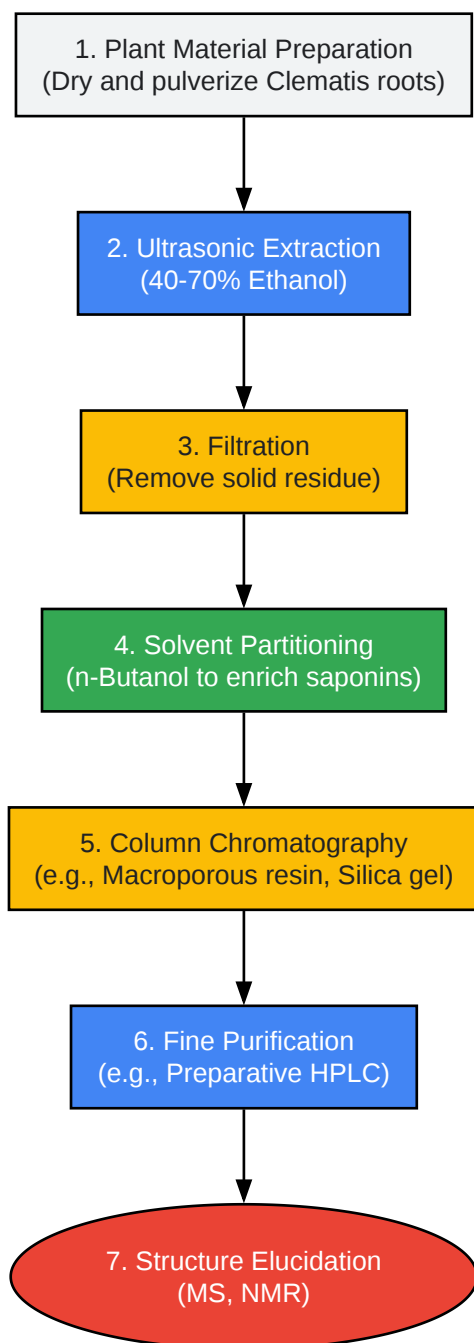 1. Plant Material Preparation
(Dry and pulverize Clematis roots)
2. Ultrasonic Extraction
(40-70% Ethanol)
3. Filtration
(Remove solid residue)
4. Solvent Partitioning
(n-Butanol to enrich saponins)
5. Column Chromatography
(e.g., Macroporous resin, Silica gel)
6. Fine Purification
(e.g., Preparative HPLC)
7. Structure Elucidation
(MS, NMR)